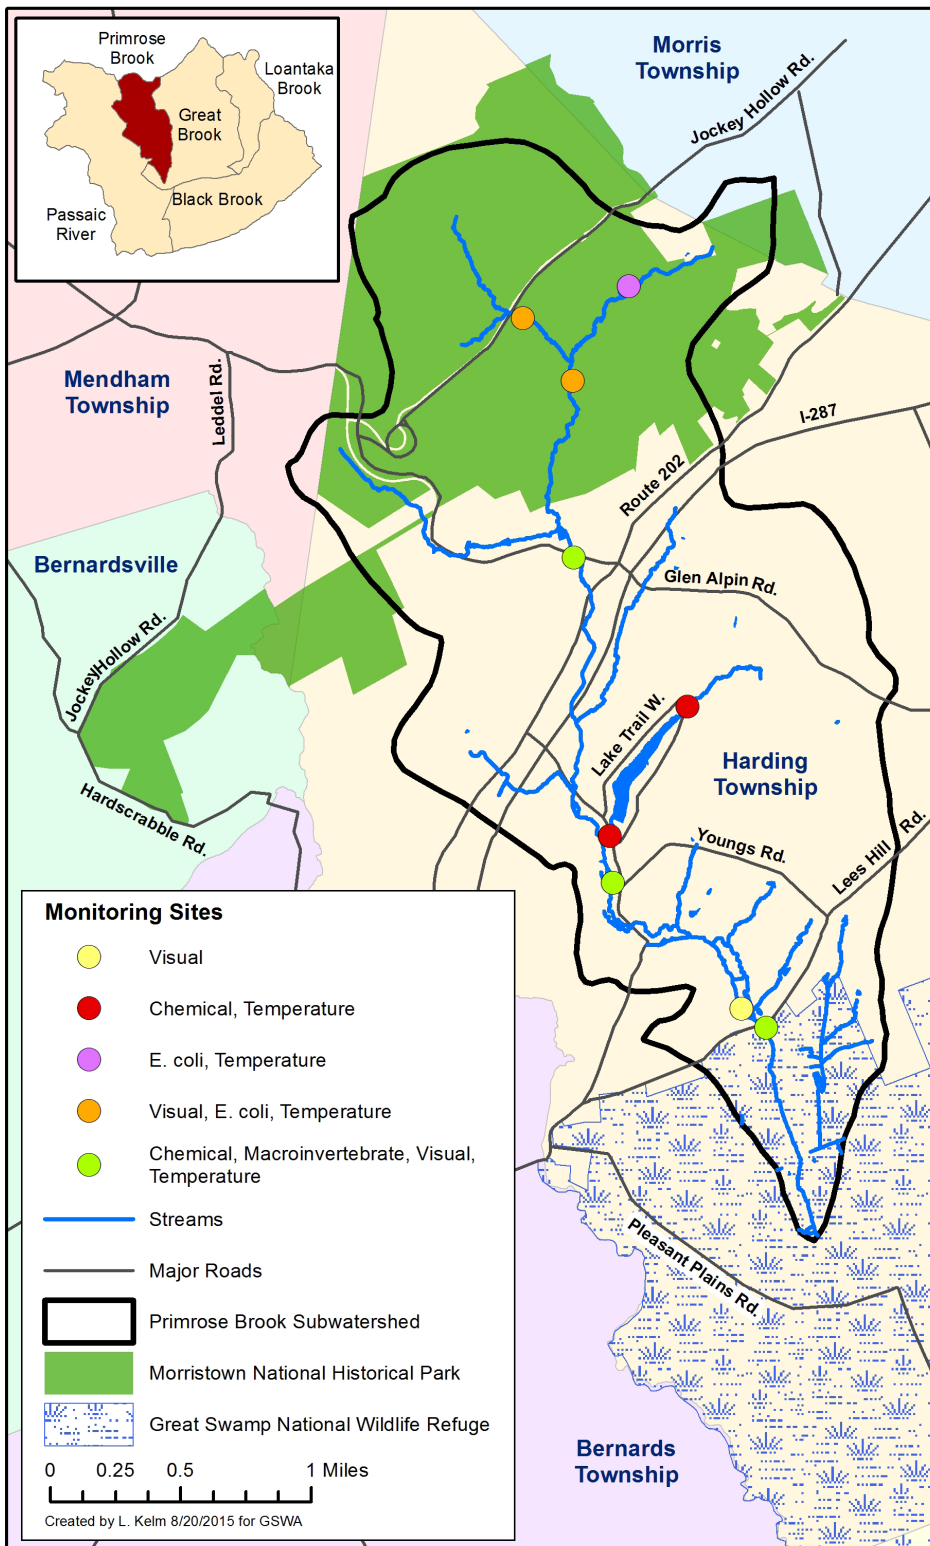 Primrose
Brook
Loantaka
Brook
Great
Brook
Black Brook
Passaic
River
Morris
Township
Jockey Hollow Rd.
Mendham
Township
Leddel Rd.
I-287
Route 202
Bernardsville
Glen Alpin Rd.
Jockey Hollow Rd.
Lake Trail W.
Harding
Township
Hardscrabble Rd.
Youngs Rd.
Lees Hill Rd.
Monitoring Sites
Visual
Chemical, Temperature
E. coli, Temperature
Visual, E. coli, Temperature
Chemical, Macroinvertebrate, Visual,
Temperature
Streams
Major Roads
Primrose Brook Subwatershed
Morristown National Historical Park
Great Swamp National Wildlife Refuge
0 0.25 0.5 1 Miles
Created by L. Kelm 8/20/2015 for GSWA
Pleasant Plains Rd.
Bernards
Township